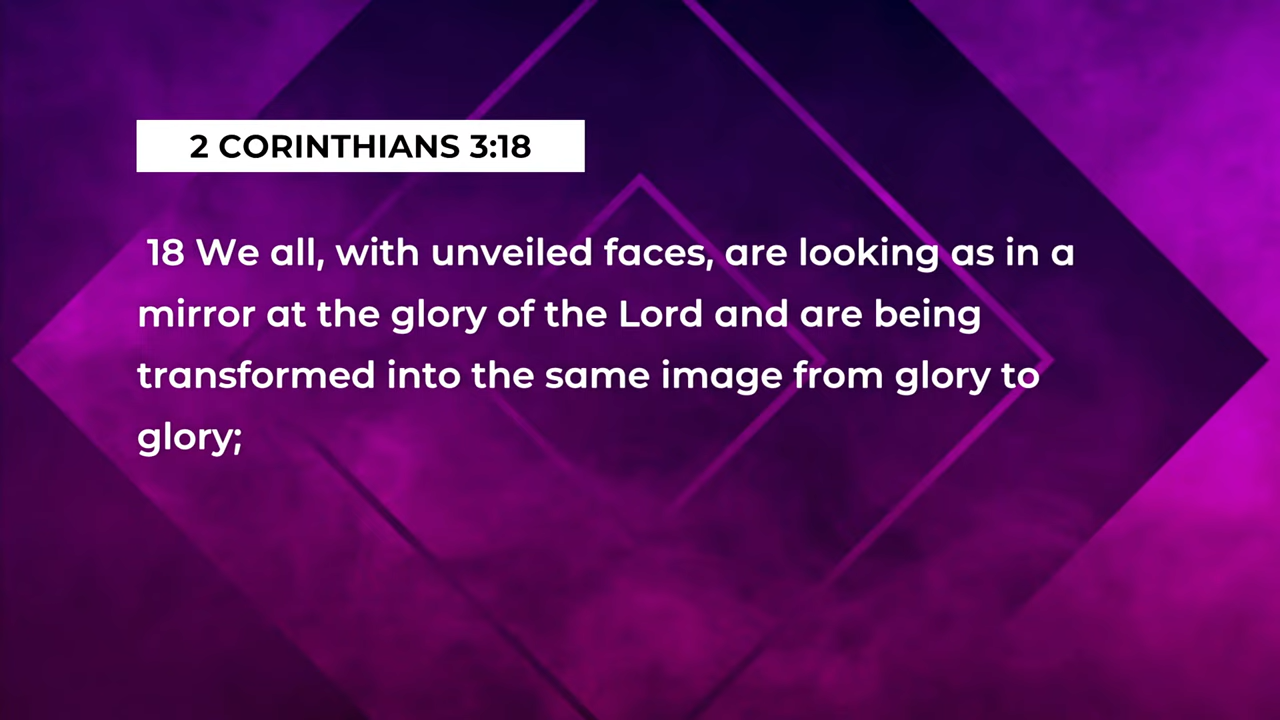 2 CORINTHIANS 3:18
18 We all, with unveiled faces, are looking as in a
mirror at the glory of the Lord and are being
transformed into the same image from glory to
glory;